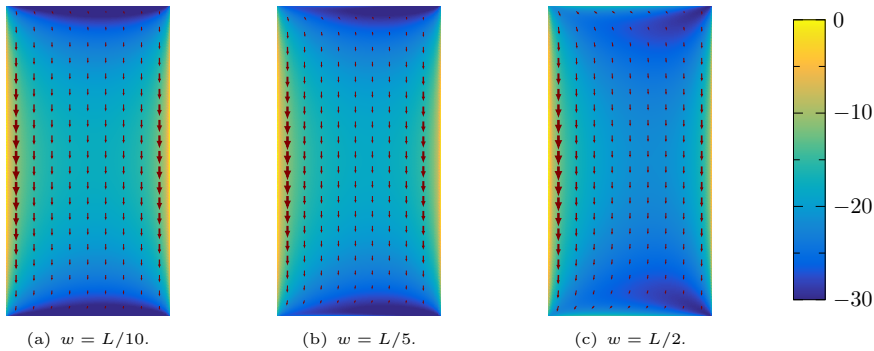 0
−10
−20
−30
(a) w = L/10.
(b) w = L/5.
(c) w = L/2.